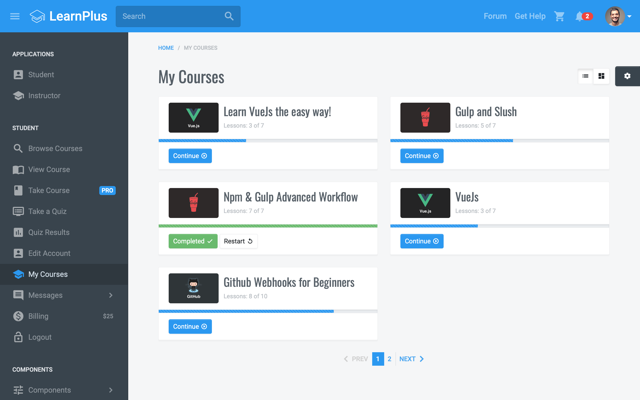 LearnPlus
Search
Forum
Get Help
2
APPLICATIONS
Student
Instructor
STUDENT
Browse Courses
View Course
Take Course PRO
Take a Quiz
Quiz Results
Edit Account
My Courses
Messages
Billing $25
Logout
COMPONENTS
Components
HOME / MY COURSES
My Courses
Vue.js
Learn VueJs the easy way!
Lessons: 3 of 7
Continue
Gulp and Slush
Lessons: 5 of 7
Continue
Npm & Gulp Advanced Workflow
Lessons: 7 of 7
Completed
Restart
Vue.js
VueJs
Lessons: 3 of 7
Continue
GitHub
Github Webhooks for Beginners
Lessons: 8 of 10
Continue
PREV 1 2 NEXT